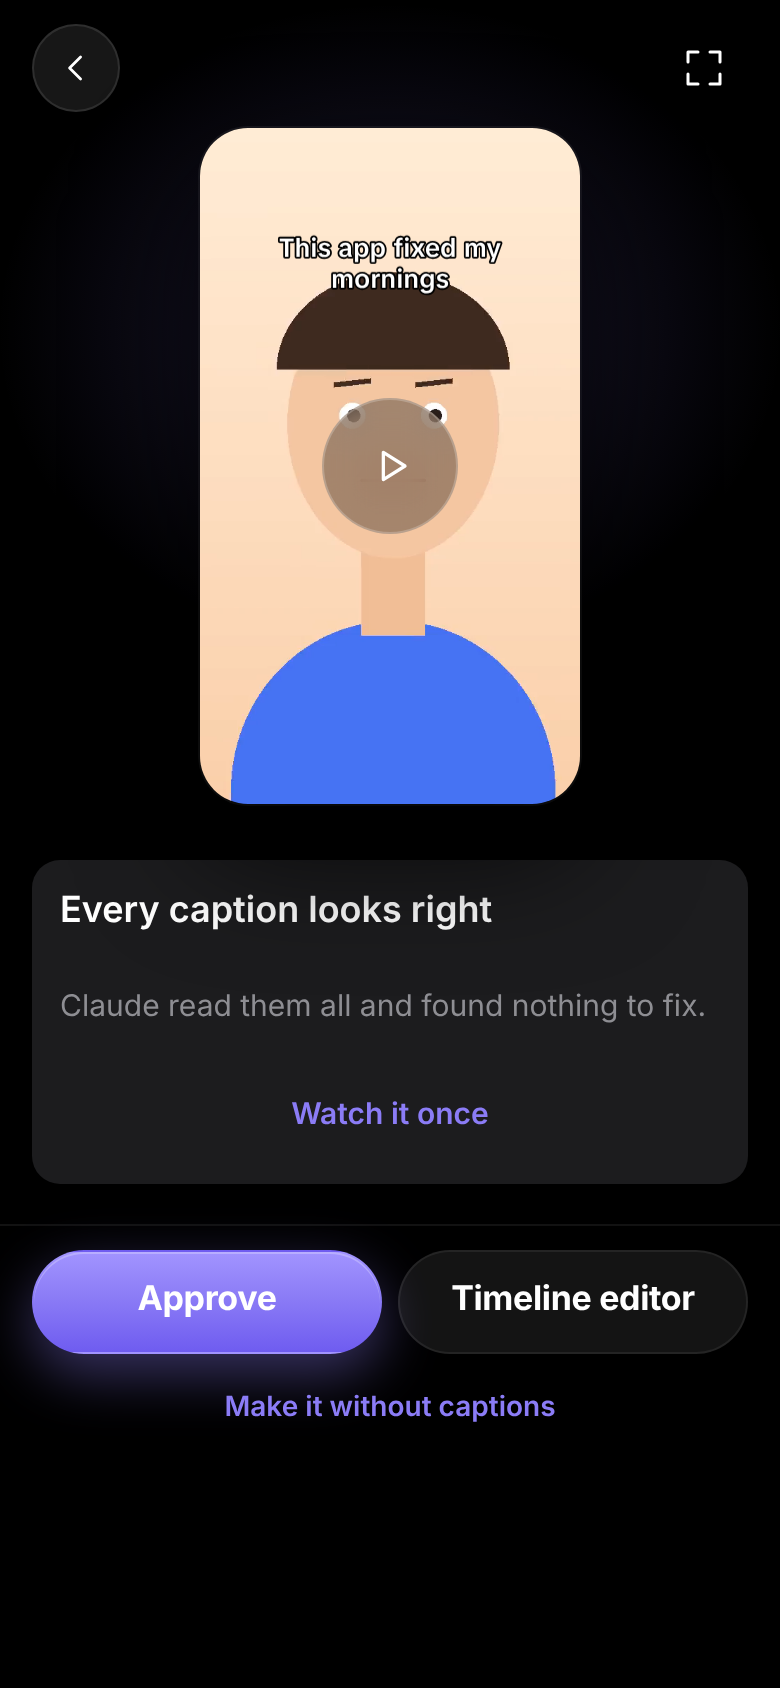 This app fixed my
mornings
Every caption looks right
Claude read them all and found nothing to fix.
Watch it once
Approve
Timeline editor
Make it without captions